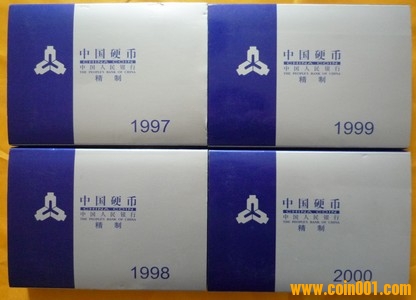 中国硬币
CHINA COIN
中国人民银行
THE PEOPLE'S BANK OF CHINA
精制
1997
中国硬币
CHINA COIN
中国人民银行
THE PEOPLE'S BANK OF CHINA
精制
1999
中国硬币
CHINA COIN
中国人民银行
THE PEOPLE'S BANK OF CHINA
精制
1998
中国硬币
CHINA COIN
中国人民银行
THE PEOPLE'S BANK OF CHINA
精制
2000
www.coin001.com